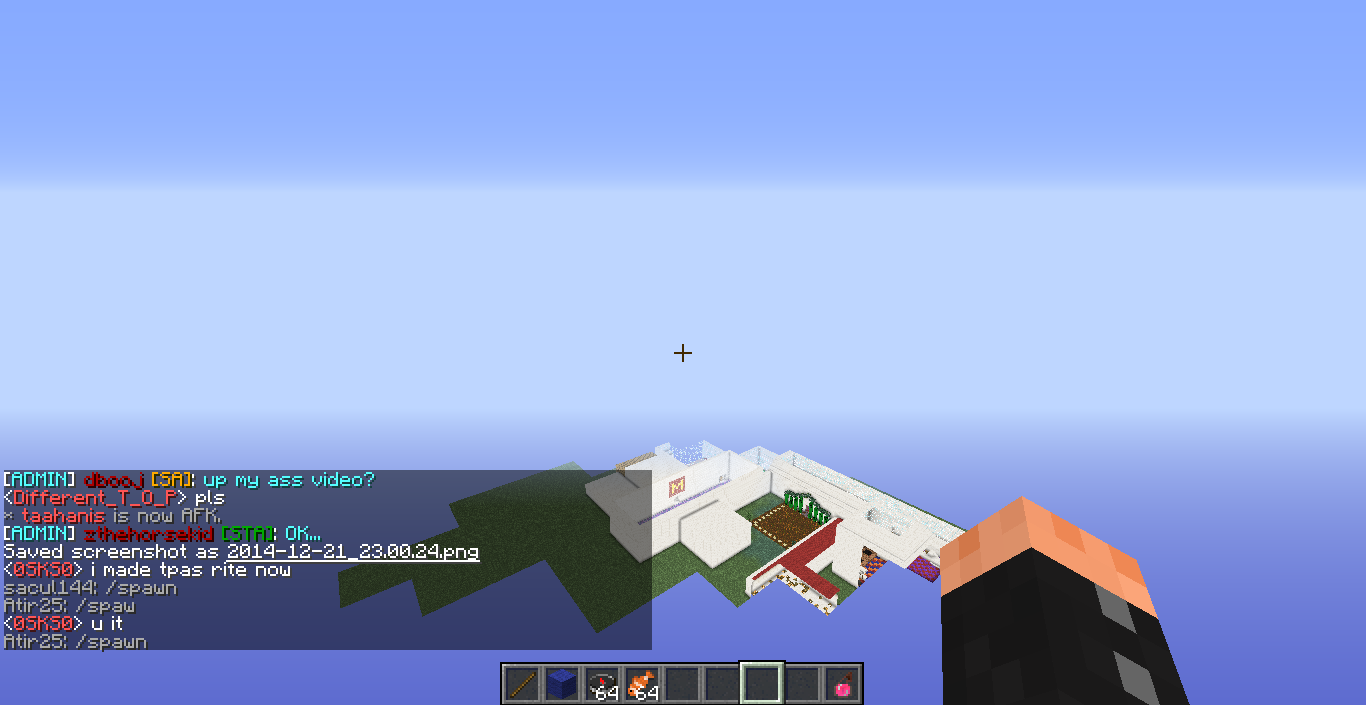 [ADMIN] dbooj [SA]: up my ass video?
<Different_T_O_P> pls
* taahanis is now AFK.
[ADMIN] zthehorsekid [STA]: OK...
Saved screenshot as 2014-12-21_23.00.24.png
<0SKS0> i made tpas rite now
sacul144: /spawn
Atir25: /spaw
<0SKS0> u it
Atir25: /spawn
M
64
64